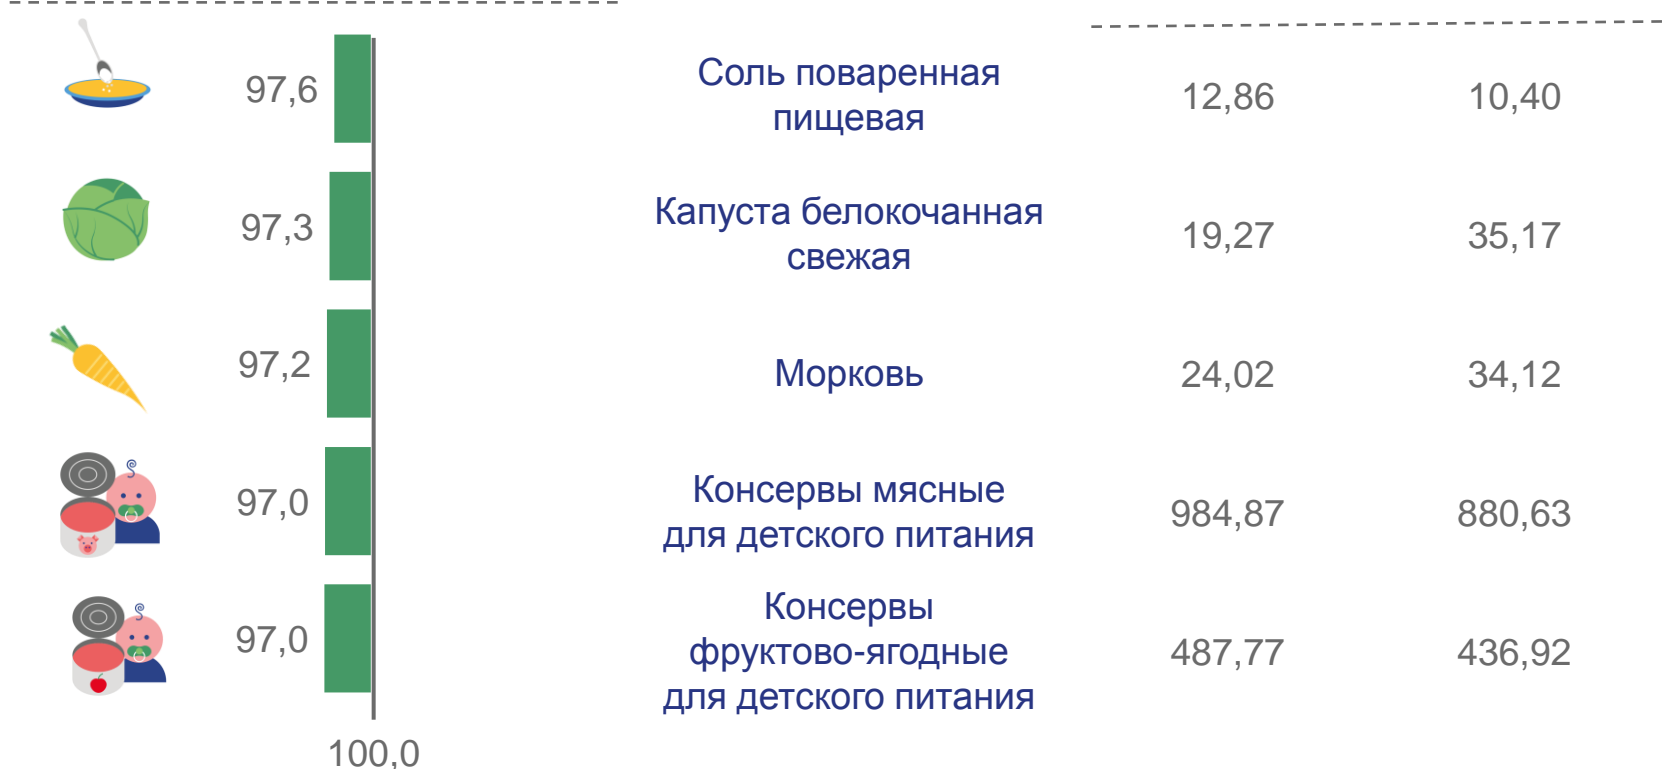 97,6
Соль поваренная
пищевая
12,86
10,40
97,3
Капуста белокочанная
свежая
19,27
35,17
97,2
Морковь
24,02
34,12
97,0
Консервы мясные
для детского питания
984,87
880,63
97,0
Консервы
фруктово-ягодные
для детского питания
487,77
436,92
100,0